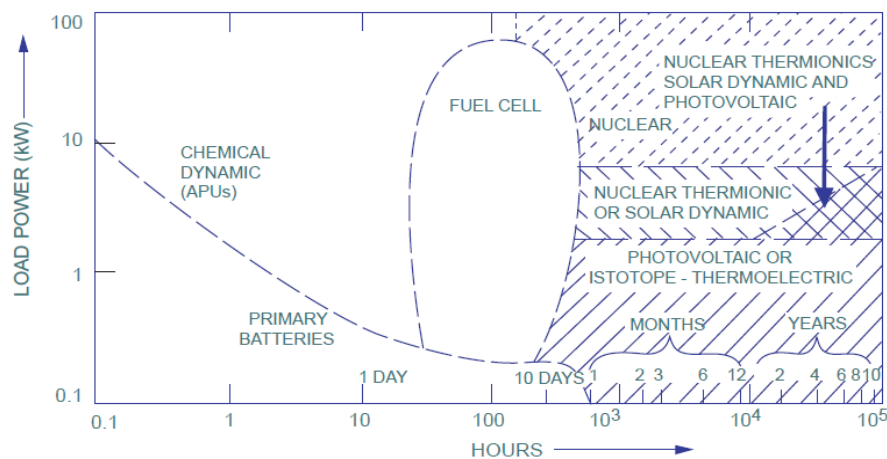 100
10
1
0.1
LOAD POWER (kW)
CHEMICAL
DYNAMIC
(APUs)
PRIMARY
BATTERIES
FUEL CELL
NUCLEAR
NUCLEAR THERMIONICS
SOLAR DYNAMIC AND
PHOTOVOLTAIC
NUCLEAR THERMIONIC
OR SOLAR DYNAMIC
PHOTOVOLTAIC OR
ISTOTOPE - THERMOELECTRIC
MONTHS
YEARS
1 DAY
10 DAYS
1 2 3 6 12 2 4 6 8 10
0.1 1 10 100 10³ 10⁴ 10⁵
HOURS